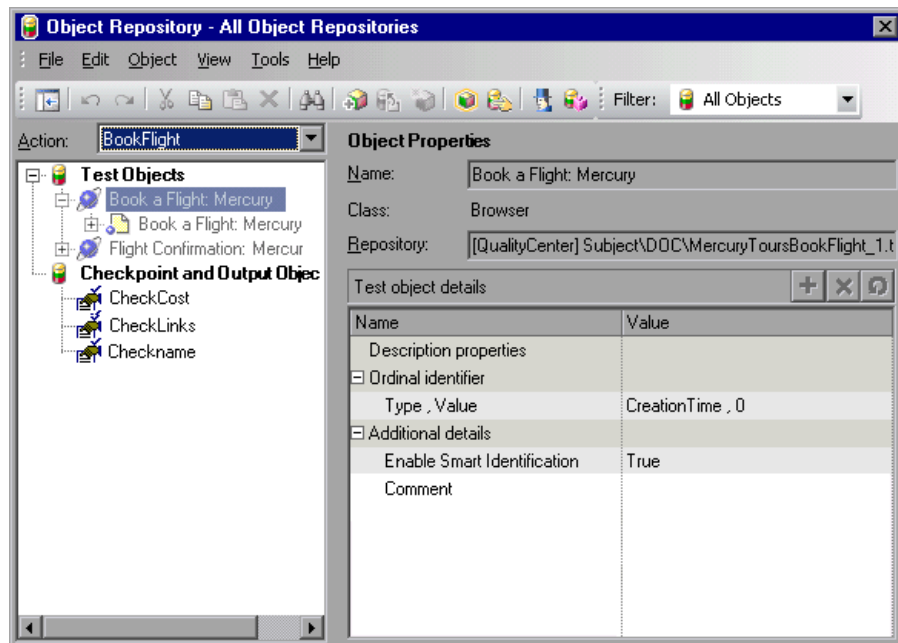 Object Repository - All Object Repositories
File Edit Object View Tools Help
Filter: All Objects
Action: BookFlight
Test Objects
Book a Flight: Mercury
Book a Flight: Mercury
Flight Confirmation: Mercur
Checkpoint and Output Objec
CheckCost
CheckLinks
Checkname
Object Properties
Name: Book a Flight: Mercury
Class: Browser
Repository: [QualityCenter] Subject\DOC\MercuryToursBookFlight_1.t
Test object details
Name Value
Description properties
Ordinal identifier
Type , Value CreationTime , 0
Additional details
Enable Smart Identification True
Comment